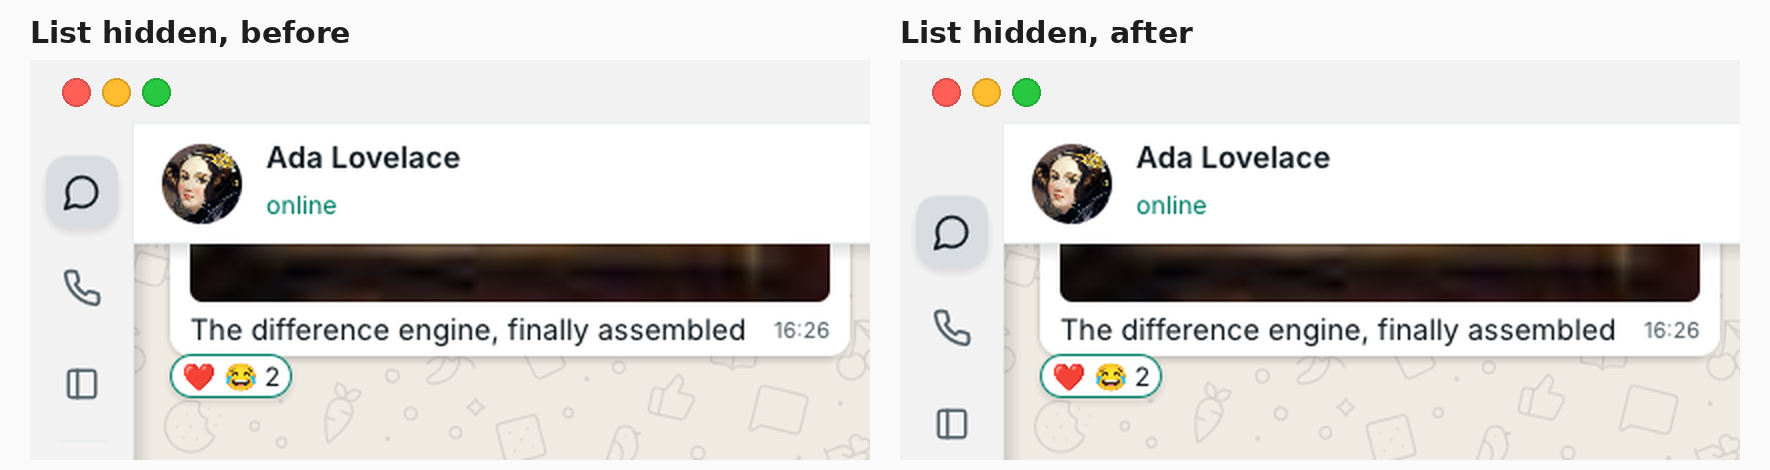 List hidden, before
Ada Lovelace
online
The difference engine, finally assembled 16:26
❤️ 😂 2
List hidden, after
Ada Lovelace
online
The difference engine, finally assembled 16:26
❤️ 😂 2